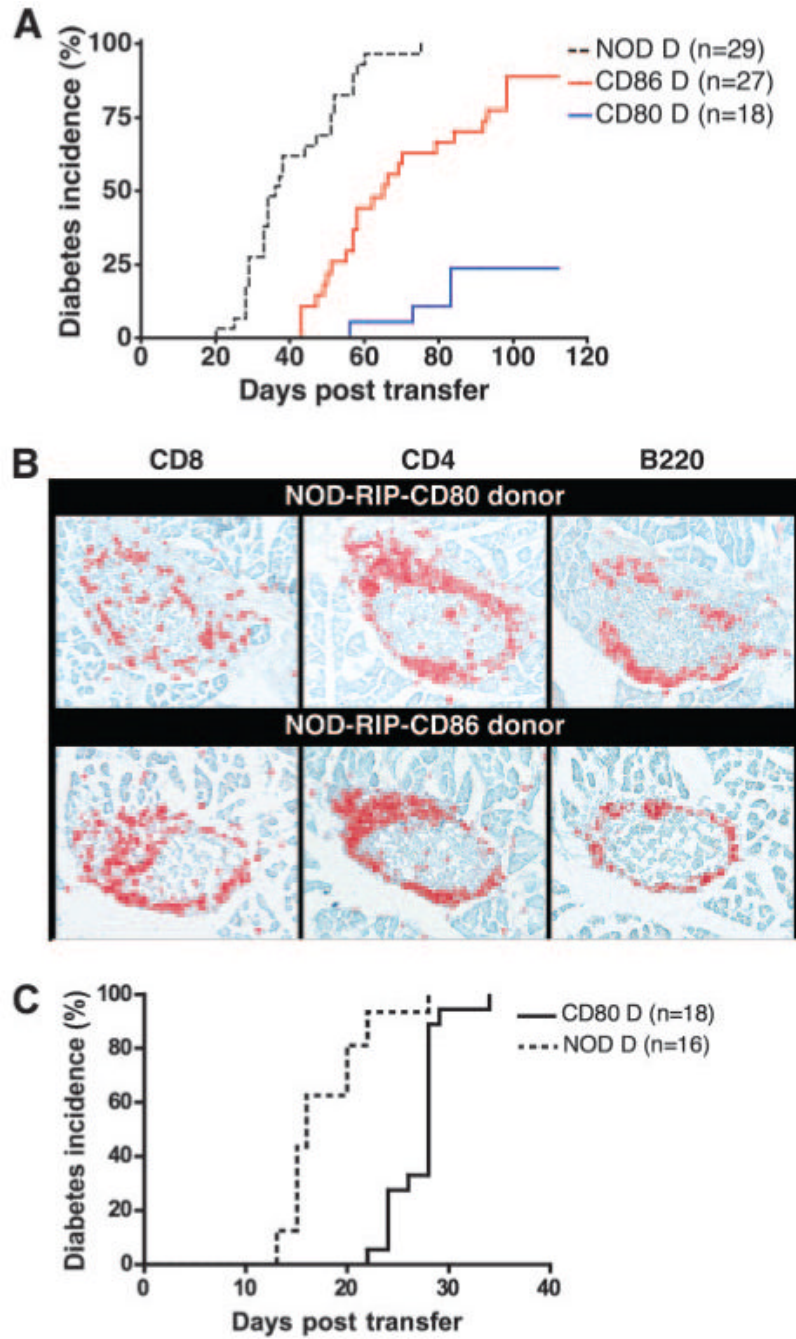 A
Diabetes incidence (%)
100
75
50
25
0
0 20 40 60 80 100 120
Days post transfer
NOD D (n=29)
CD86 D (n=27)
CD80 D (n=18)
B
CD8 CD4 B220
NOD-RIP-CD80 donor
NOD-RIP-CD86 donor
C
Diabetes incidence (%)
100
80
60
40
20
0
0 10 20 30 40
Days post transfer
CD80 D (n=18)
NOD D (n=16)